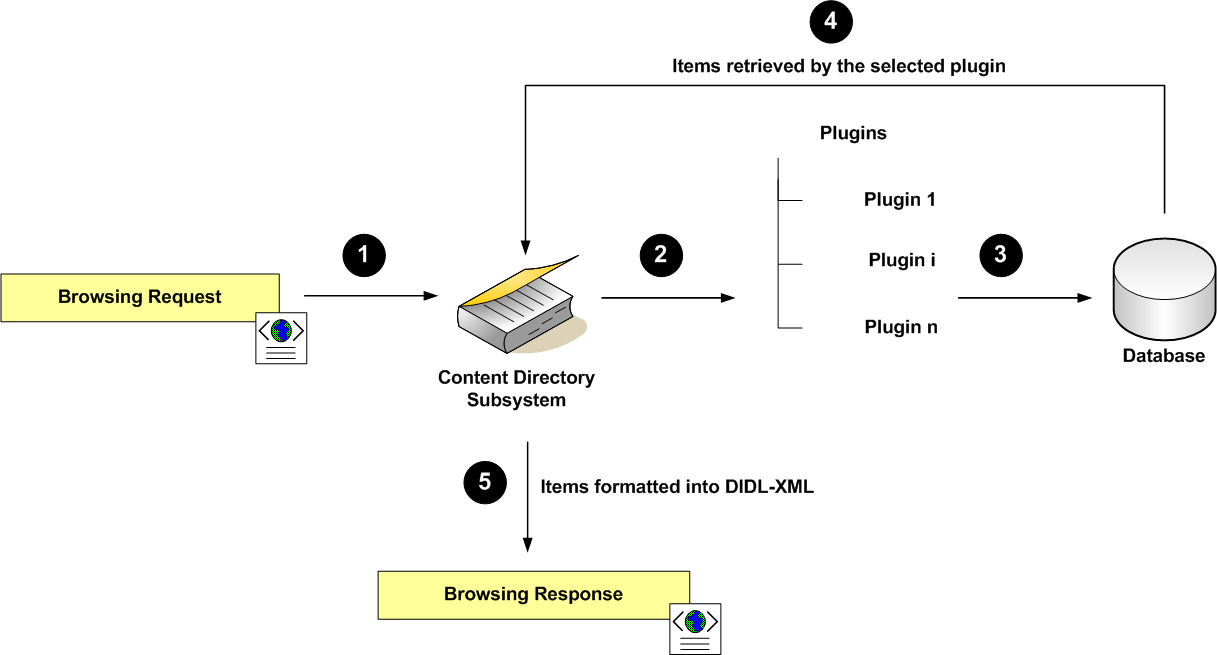 4
Items retrieved by the selected plugin
Plugins
Plugin 1
1
2
Plugin i
3
Browsing Request
Plugin n
Database
Content Directory
Subsystem
5
Items formatted into DIDL-XML
Browsing Response